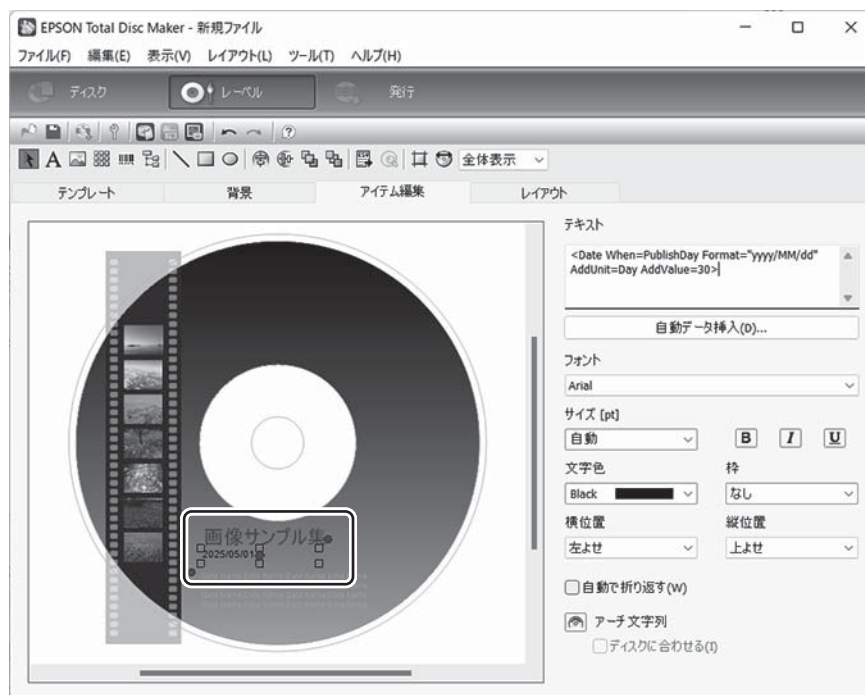 EPSON Total Disc Maker - 新規ファイル
ファイル(F) 編集(E) 表示(V) レイアウト(L) ツール(T) ヘルプ(H)
ディスク レーベル 発行
全体表示
テンプレート 背景 アイテム編集 レイアウト
テキスト
<Date When=PublishDay Format="yyyy/MM/dd"
AddUnit=Day AddValue=30>
自動データ挿入(D)...
フォント
Arial
サイズ [pt]
自動 B I U
文字色 枠
Black なし
横位置 縦位置
左よせ 上よせ
自動で折り返す(W)
アーチ文字列
ディスクに合わせる(I)
画像サンプル集
2025/05/01